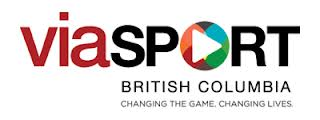 viaSPORT
BRITISH COLUMBIA
CHANGING THE GAME. CHANGING LIVES.